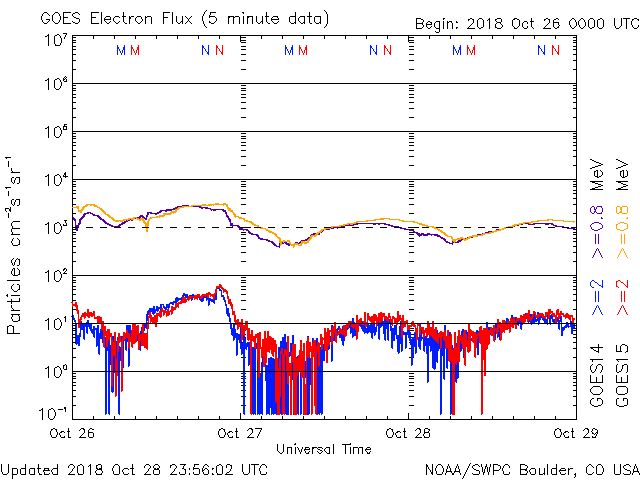 GOES Electron Flux (5 minute data)
Begin: 2018 Oct 26 0000 UTC
10⁷
M M N N M M N N M M N N
10⁶
10⁵
10⁴
10³
10²
10¹
10⁰
10⁻¹
Particles cm⁻²s⁻¹sr⁻¹
GOES14 >=2 >=0.8 MeV
GOES15 >=2 >=0.8 MeV
Oct 26 Oct 27 Oct 28 Oct 29
Universal Time
Updated 2018 Oct 28 23:56:02 UTC
NOAA/SWPC Boulder, CO USA